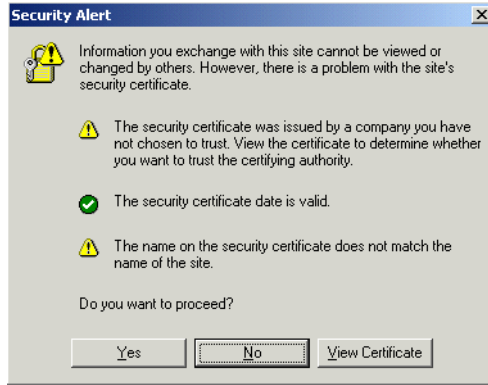 Security Alert
Information you exchange with this site cannot be viewed or
changed by others. However, there is a problem with the site's
security certificate.
The security certificate was issued by a company you have
not chosen to trust. View the certificate to determine whether
you want to trust the certifying authority.
The security certificate date is valid.
The name on the security certificate does not match the
name of the site.
Do you want to proceed?
Yes
No
View Certificate